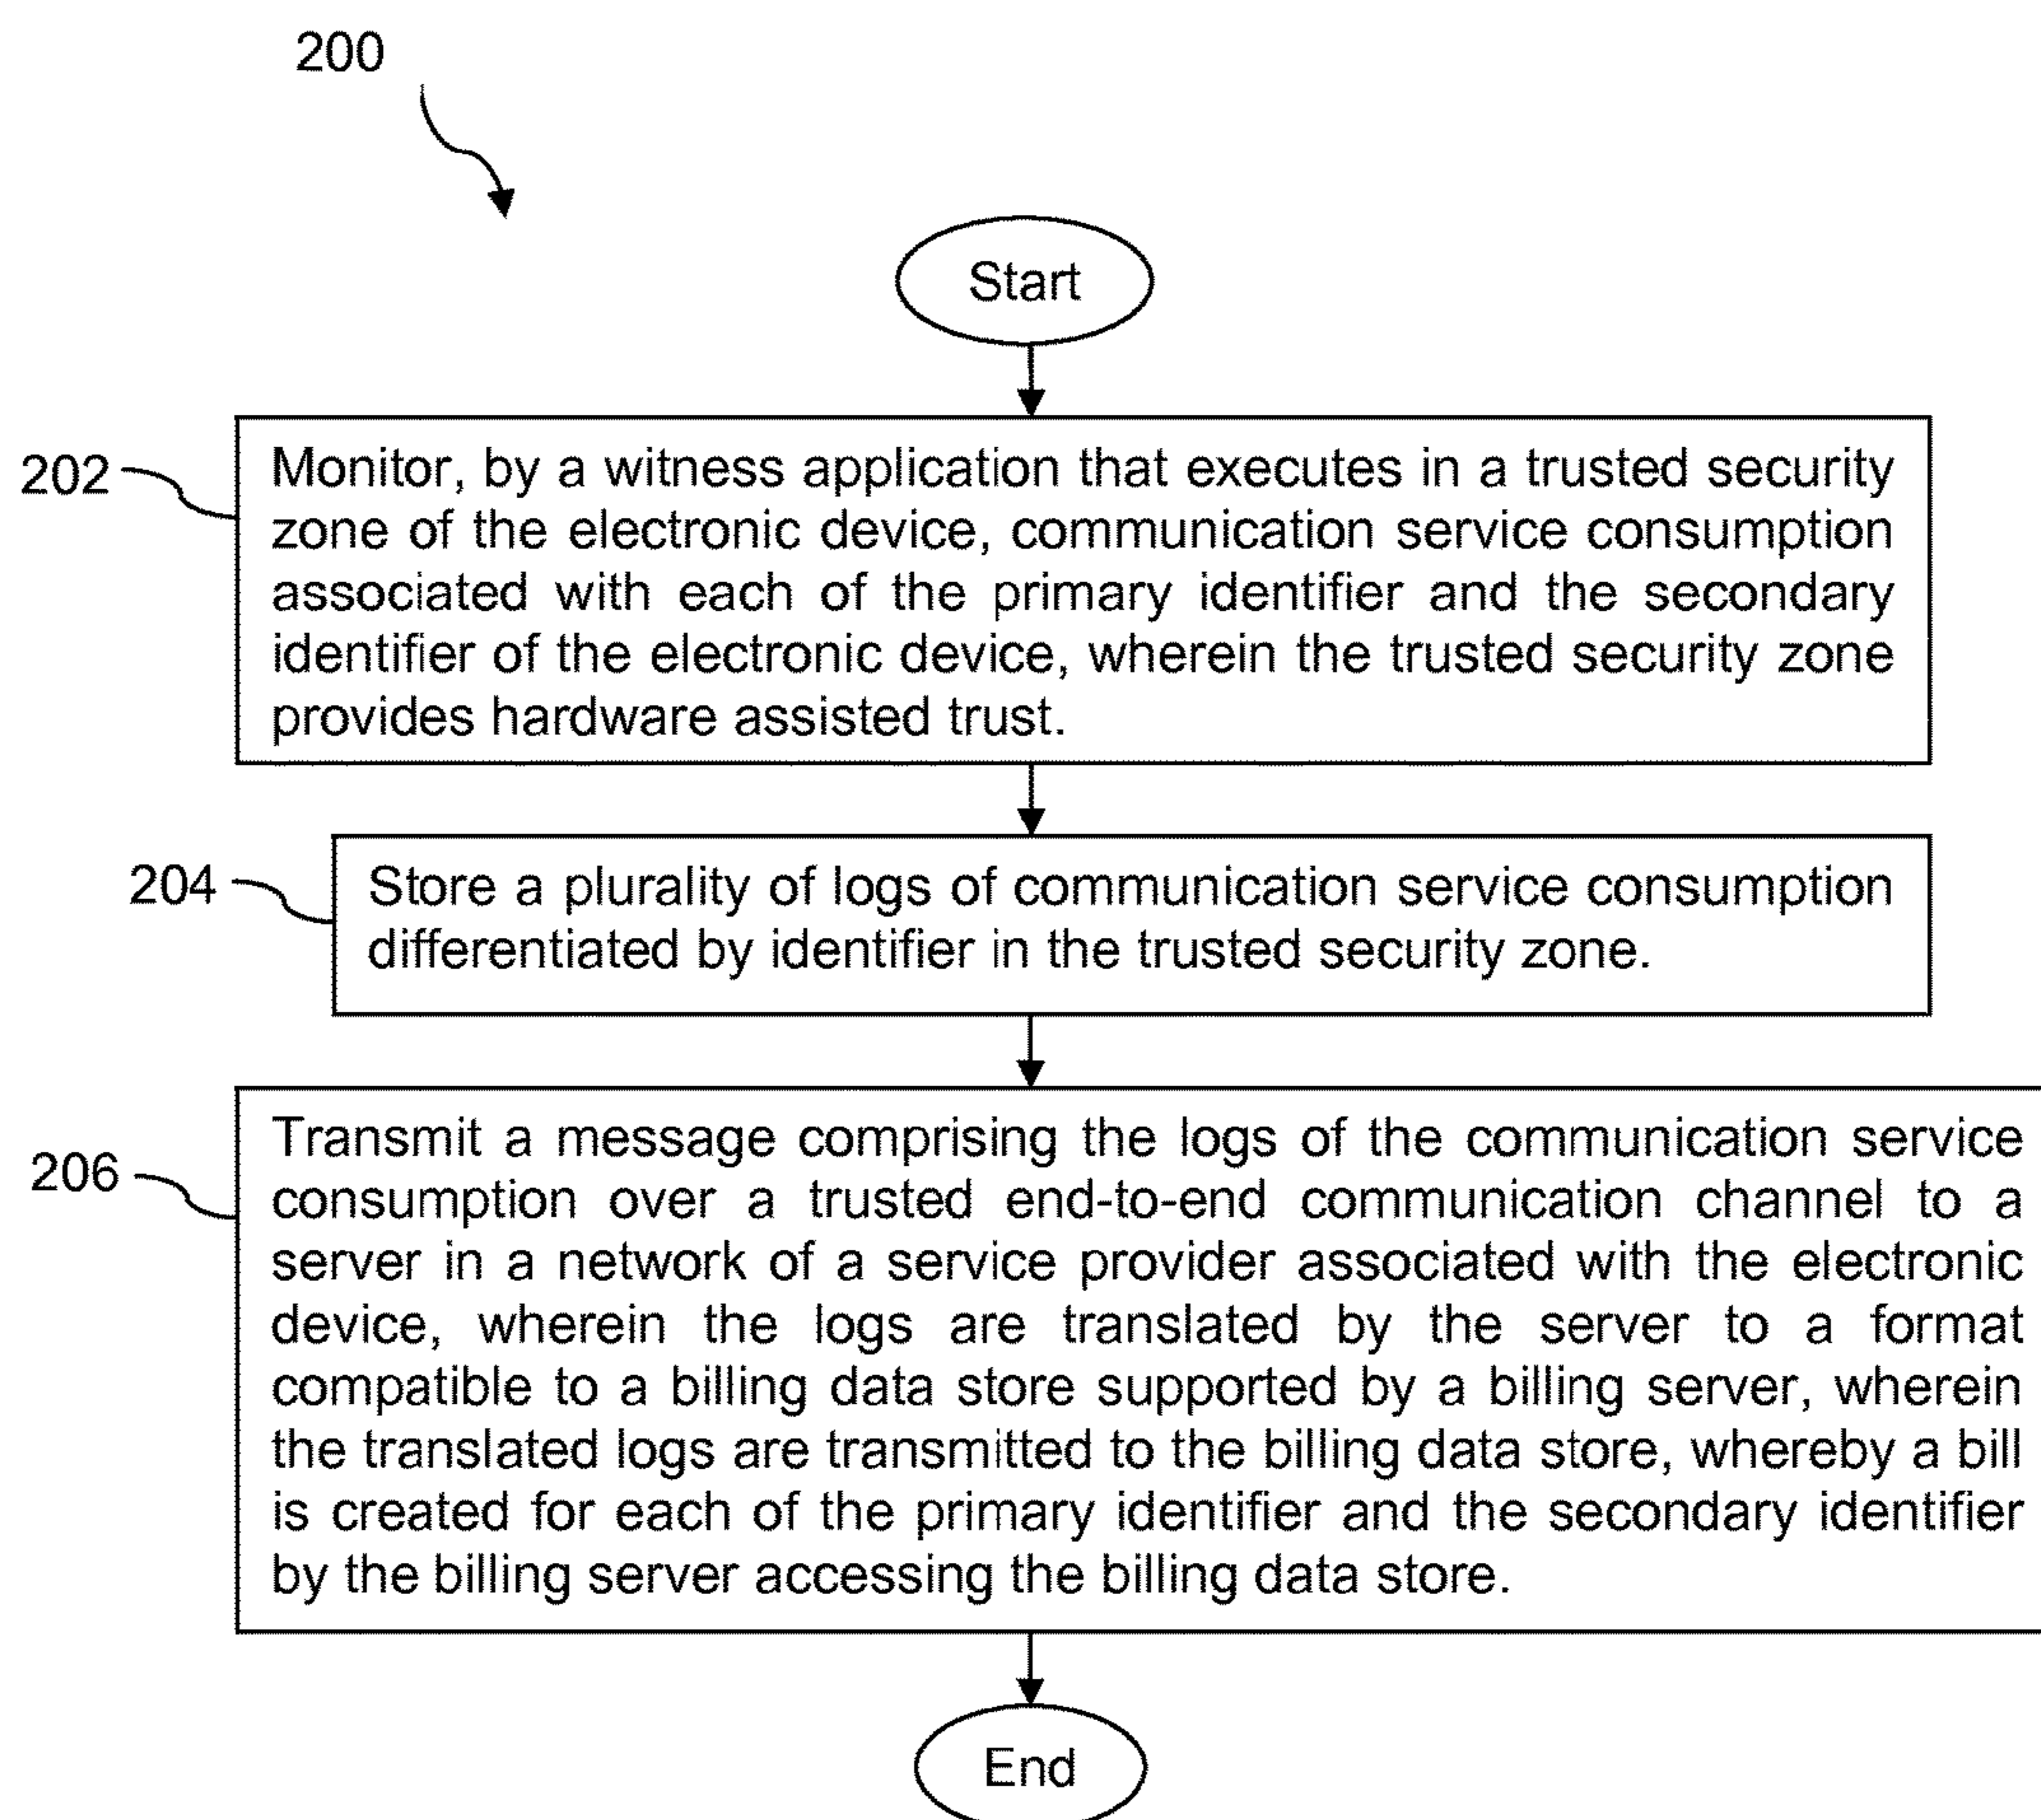 200
Start
202
Monitor, by a witness application that executes in a trusted security
zone of the electronic device, communication service consumption
associated with each of the primary identifier and the secondary
identifier of the electronic device, wherein the trusted security zone
provides hardware assisted trust.
204
Store a plurality of logs of communication service consumption
differentiated by identifier in the trusted security zone.
206
Transmit a message comprising the logs of the communication service
consumption over a trusted end-to-end communication channel to a
server in a network of a service provider associated with the electronic
device, wherein the logs are translated by the server to a format
compatible to a billing data store supported by a billing server, wherein
the translated logs are transmitted to the billing data store, whereby a bill
is created for each of the primary identifier and the secondary identifier
by the billing server accessing the billing data store.
End